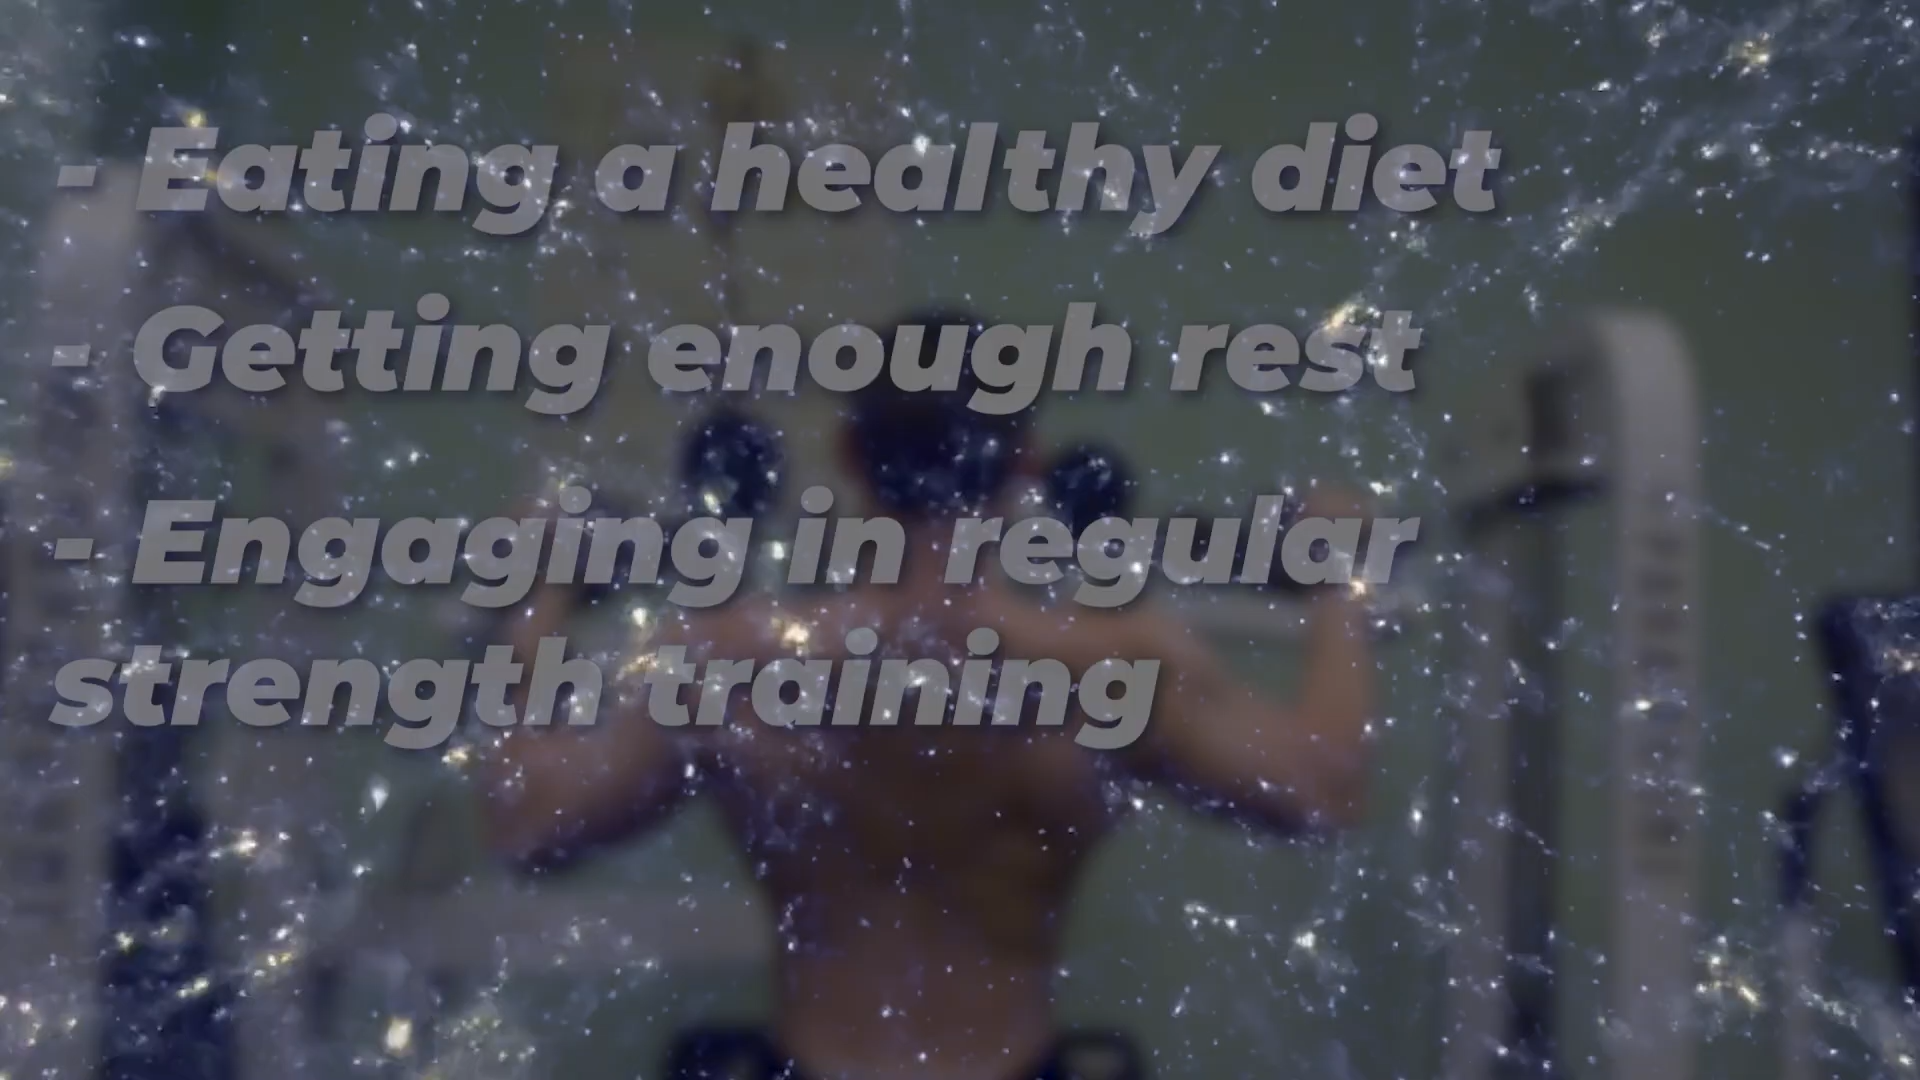 - Eating a healthy diet
- Getting enough rest
- Engaging in regular
strength training